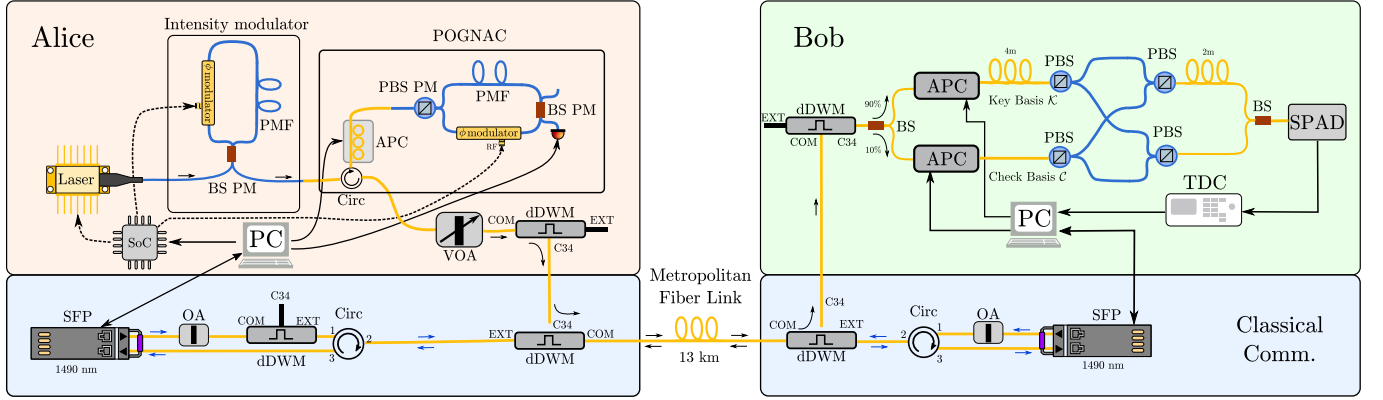 Alice
Intensity modulator
ϕ modulator
PMF
BS PM
Laser
SoC
PC
POGNAC
PBS PM
PMF
BS PM
ϕ modulator
RF
APC
Circ
VOA
COM
dDWM
EXT
C34
SFP
1490 nm
OA
COM
C34
EXT
dDWM
1
2
3
Circ
EXT
C34
COM
dDWM
Metropolitan
Fiber Link
13 km
Bob
EXT
dDWM
COM
C34
90%
BS
10%
APC
APC
4m
Key Basis 𝒦
Check Basis 𝒞
PBS
PBS
PBS
PBS
2m
BS
SPAD
TDC
PC
COM
C34
EXT
dDWM
Circ
1
2
3
OA
SFP
1490 nm
Classical
Comm.